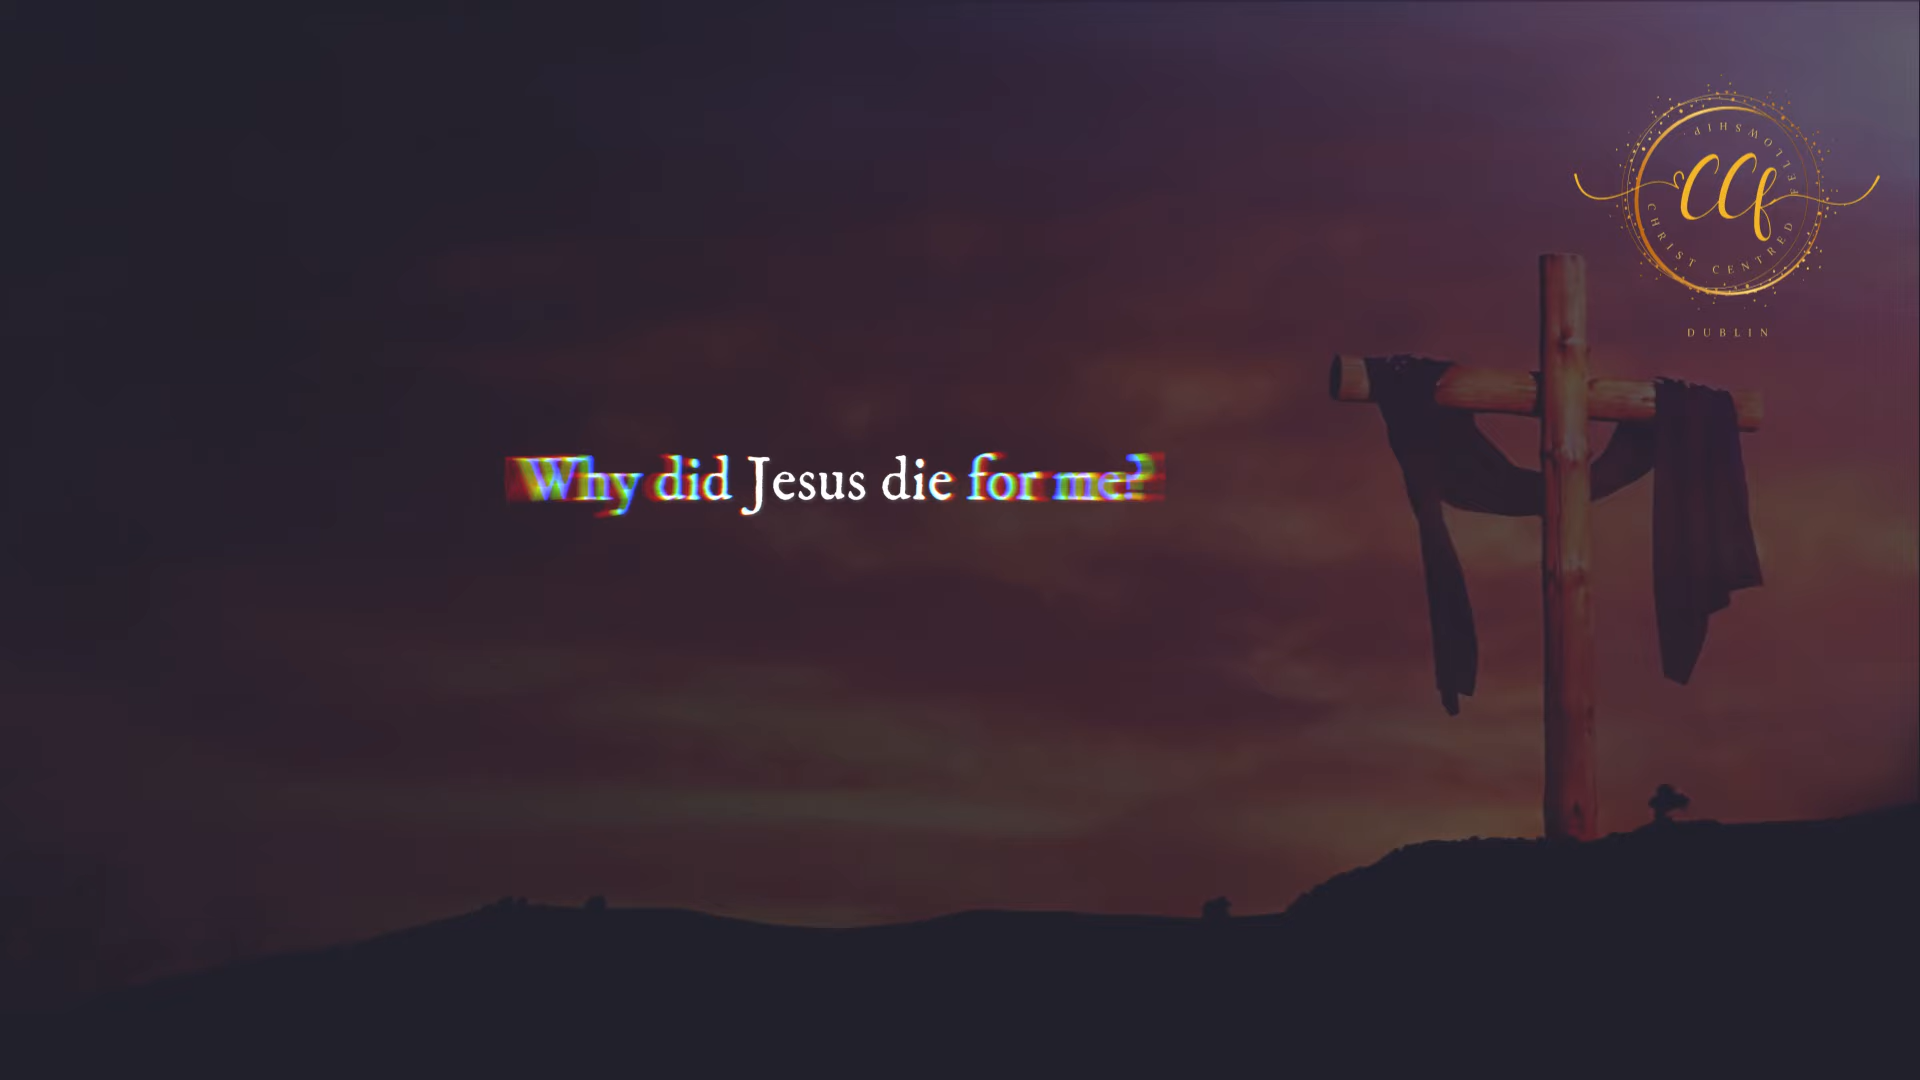 Why did Jesus die for me?
CCf
CHRIST CENTRED FELLOWSHIP
DUBLIN